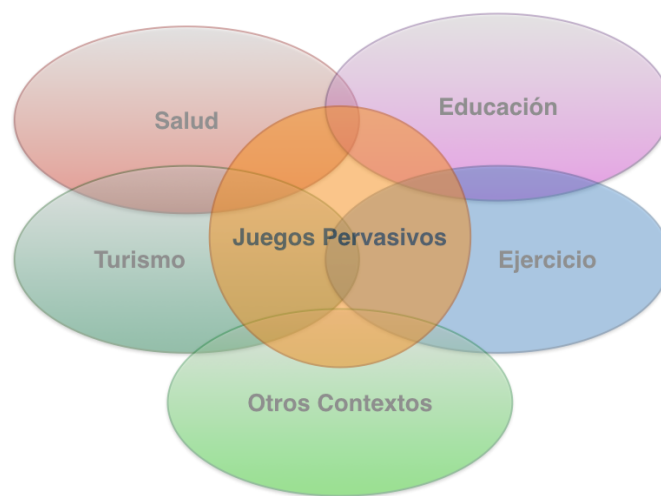 Salud
Educación
Juegos Pervasivos
Turismo
Ejercicio
Otros Contextos